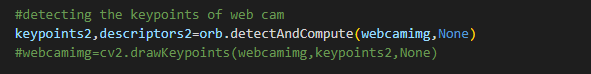 #detecting the keypoints of web cam
keypoints2,descriptors2=orb.detectAndCompute(webcamimg,None)
#webcamimg=cv2.drawKeypoints(webcamimg,keypoints2,None)